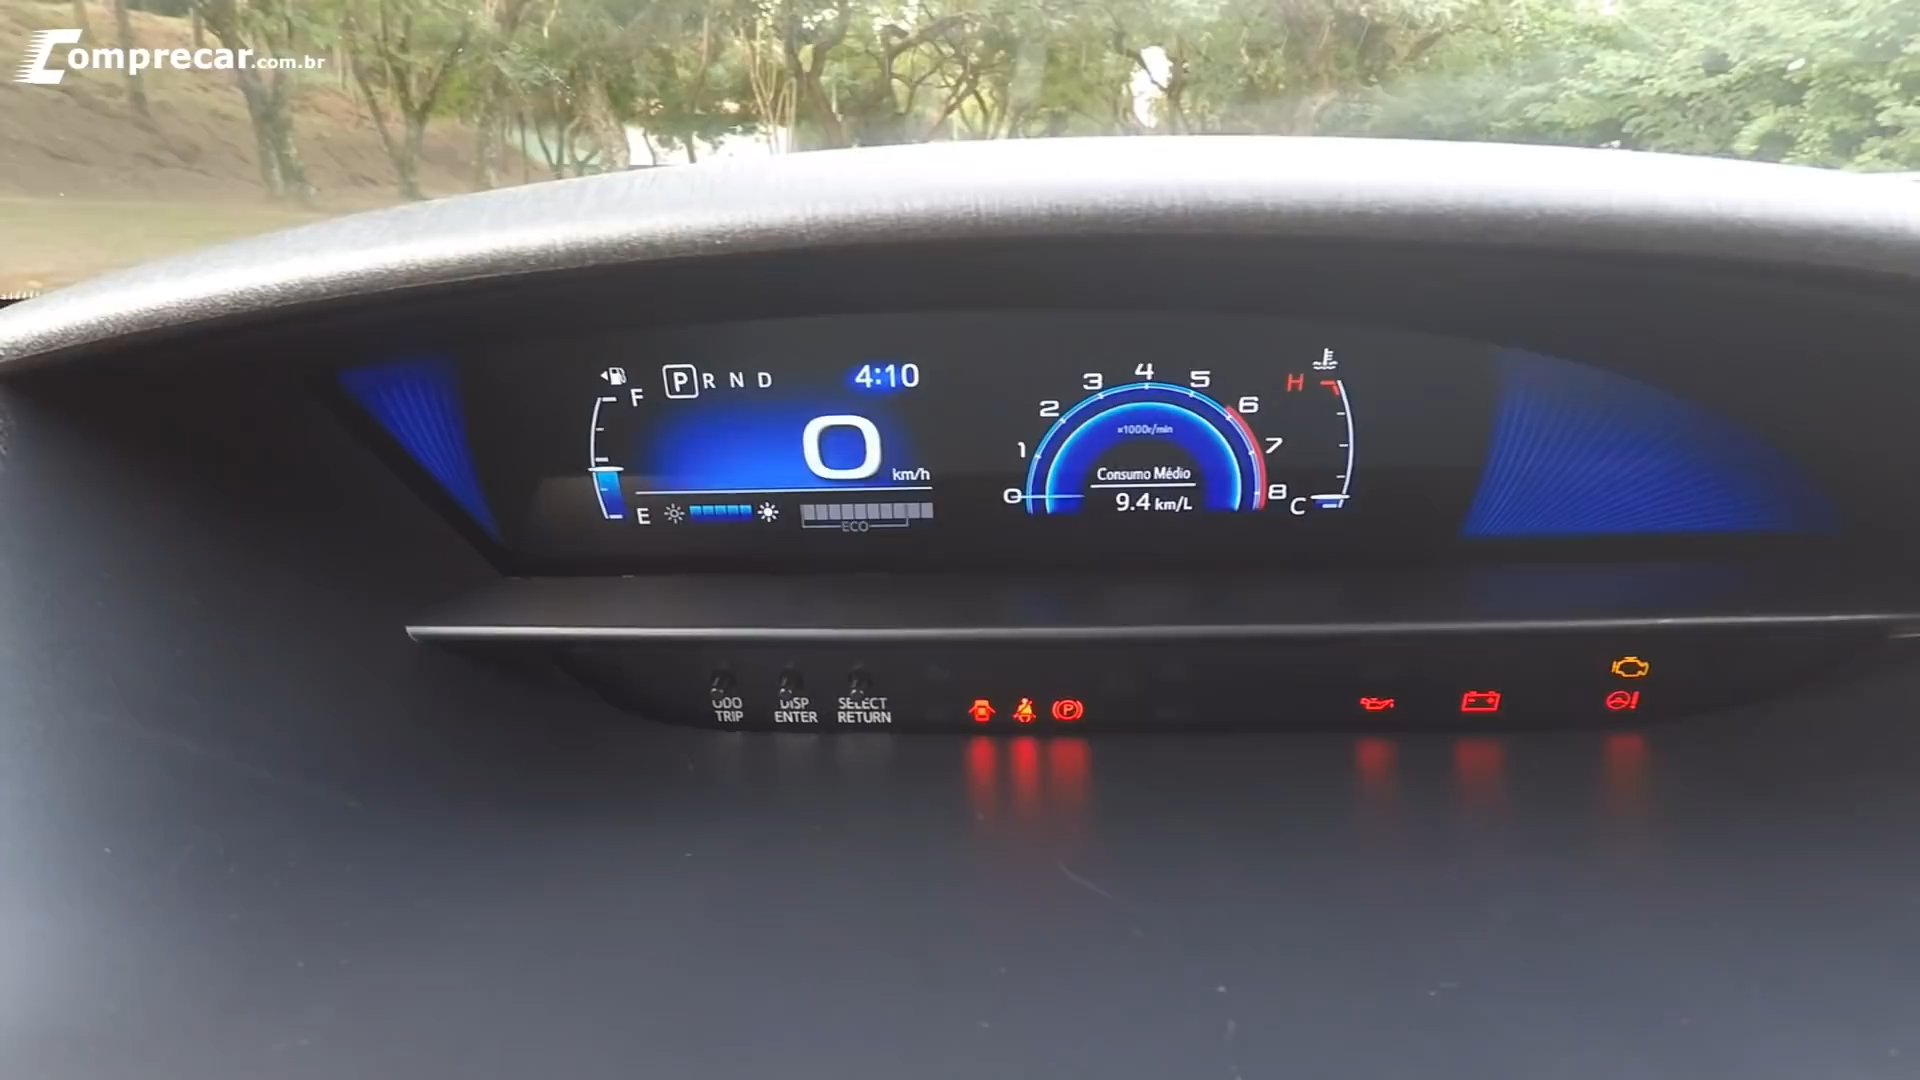 Comprecar.com.br
F
P R N D
4:10
0 km/h
E
ECO
0 1 2 3 4 5 6 7 8
x1000r/min
Consumo Médio
9.4 km/L
H
C
ODO
TRIP
DISP
ENTER
SELECT
RETURN
P